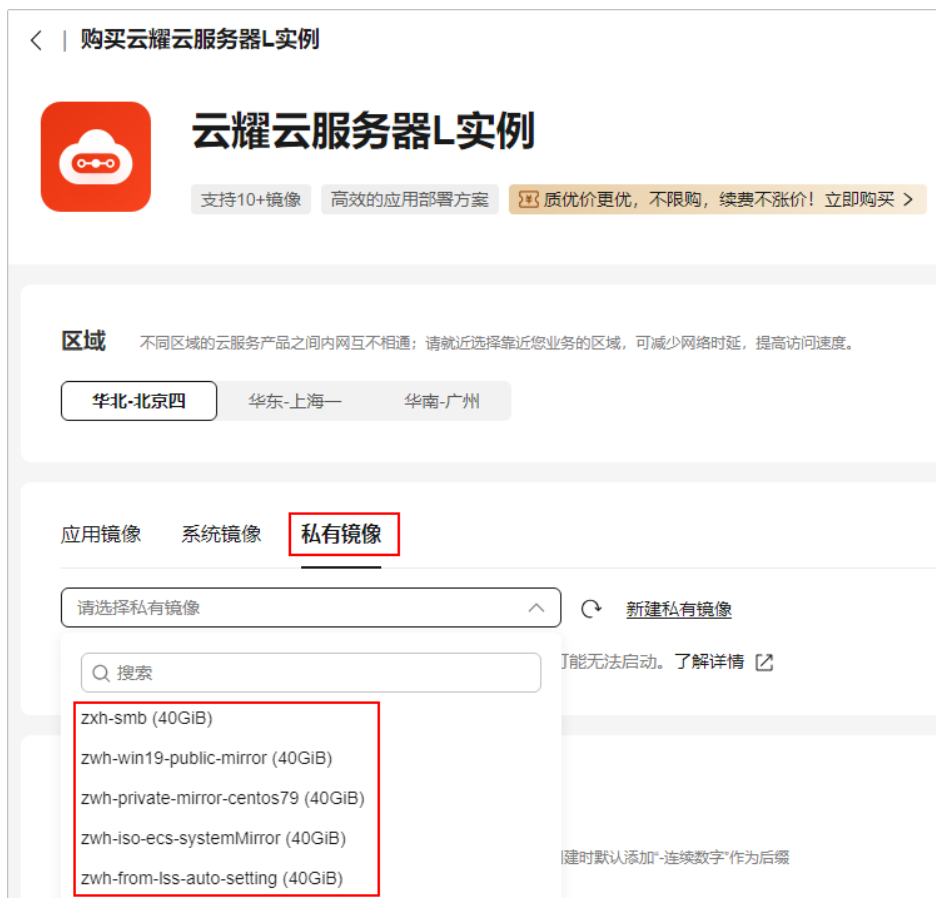 购买云耀云服务器L实例
云耀云服务器L实例
支持10+镜像 高效的应用部署方案 质优价更优，不限购，续费不涨价！立即购买
区域 不同区域的云服务产品之间内网互不相通；请就近选择靠近您业务的区域，可减少网络时延，提高访问速度。
华北-北京四 华东-上海一 华南-广州
应用镜像 系统镜像 私有镜像
请选择私有镜像 新建私有镜像
可能无法启动。了解详情
搜索
zxh-smb (40GiB)
zwh-win19-public-mirror (40GiB)
zwh-private-mirror-centos79 (40GiB)
zwh-iso-ecs-systemMirror (40GiB)
建时默认添加“-连续数字”作为后缀
zwh-from-lss-auto-setting (40GiB)